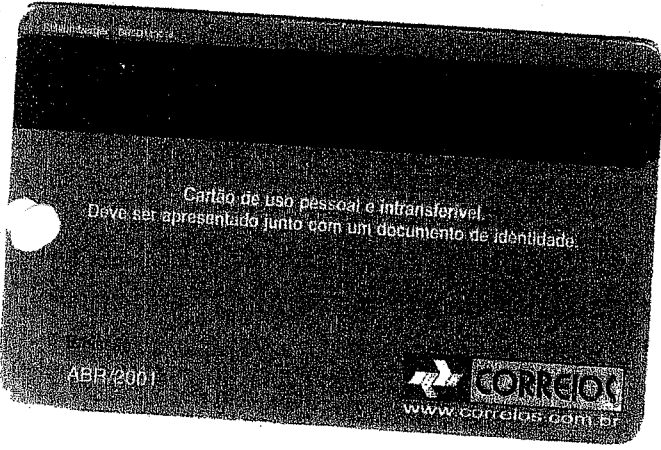 Cartão de uso pessoal e intransferível.
Deve ser apresentado junto com um documento de identidade.
ABR/2001
CORREIOS
www.correios.com.br